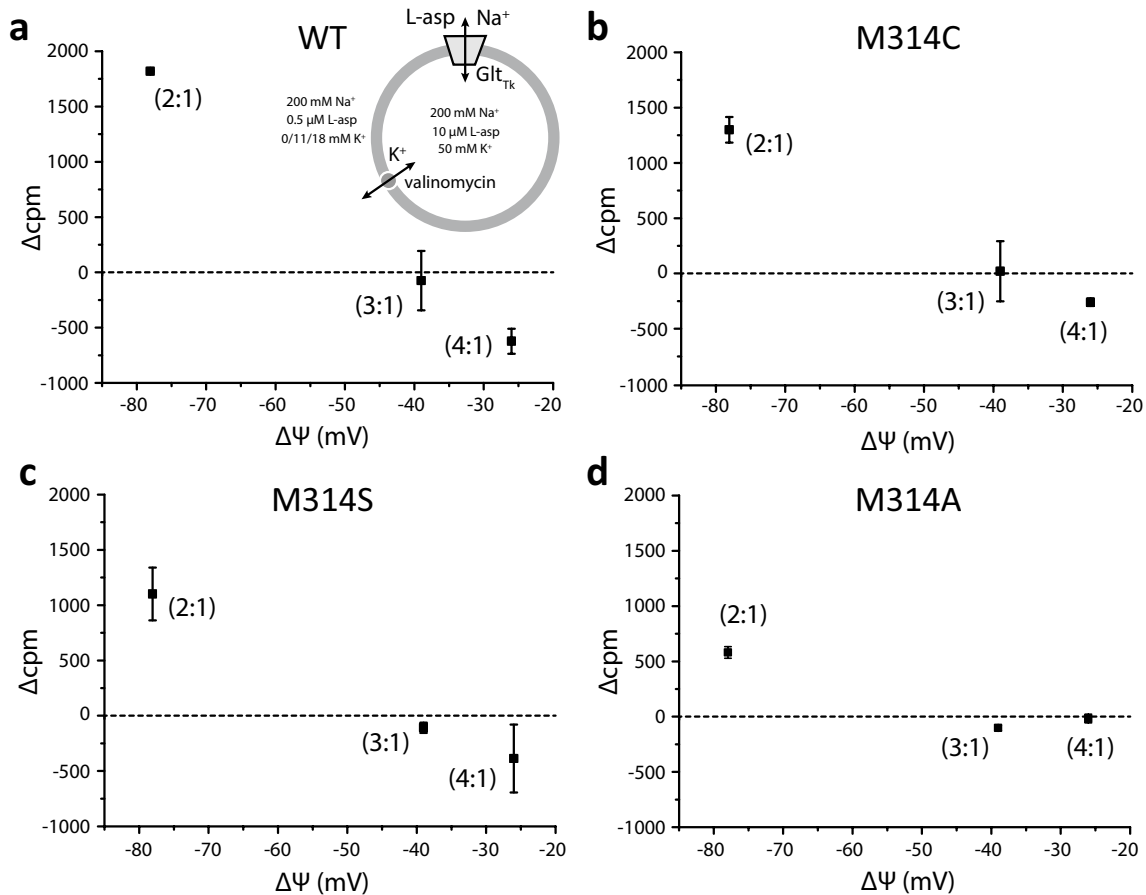 a
WT
2000
1500
1000
500
0
-500
-1000
Δcpm
(2:1)
(3:1)
(4:1)
-80 -70 -60 -50 -40 -30 -20
ΔΨ (mV)
L-asp Na⁺
Glt_Tk
200 mM Na⁺
0.5 µM L-asp
0/11/18 mM K⁺
200 mM Na⁺
10 µM L-asp
50 mM K⁺
K⁺
valinomycin
b
M314C
2000
1500
1000
500
0
-500
-1000
Δcpm
(2:1)
(3:1)
(4:1)
-80 -70 -60 -50 -40 -30 -20
ΔΨ (mV)
c
M314S
2000
1500
1000
500
0
-500
-1000
Δcpm
(2:1)
(3:1)
(4:1)
-80 -70 -60 -50 -40 -30 -20
ΔΨ (mV)
d
M314A
2000
1500
1000
500
0
-500
-1000
Δcpm
(2:1)
(3:1)
(4:1)
-80 -70 -60 -50 -40 -30 -20
ΔΨ (mV)